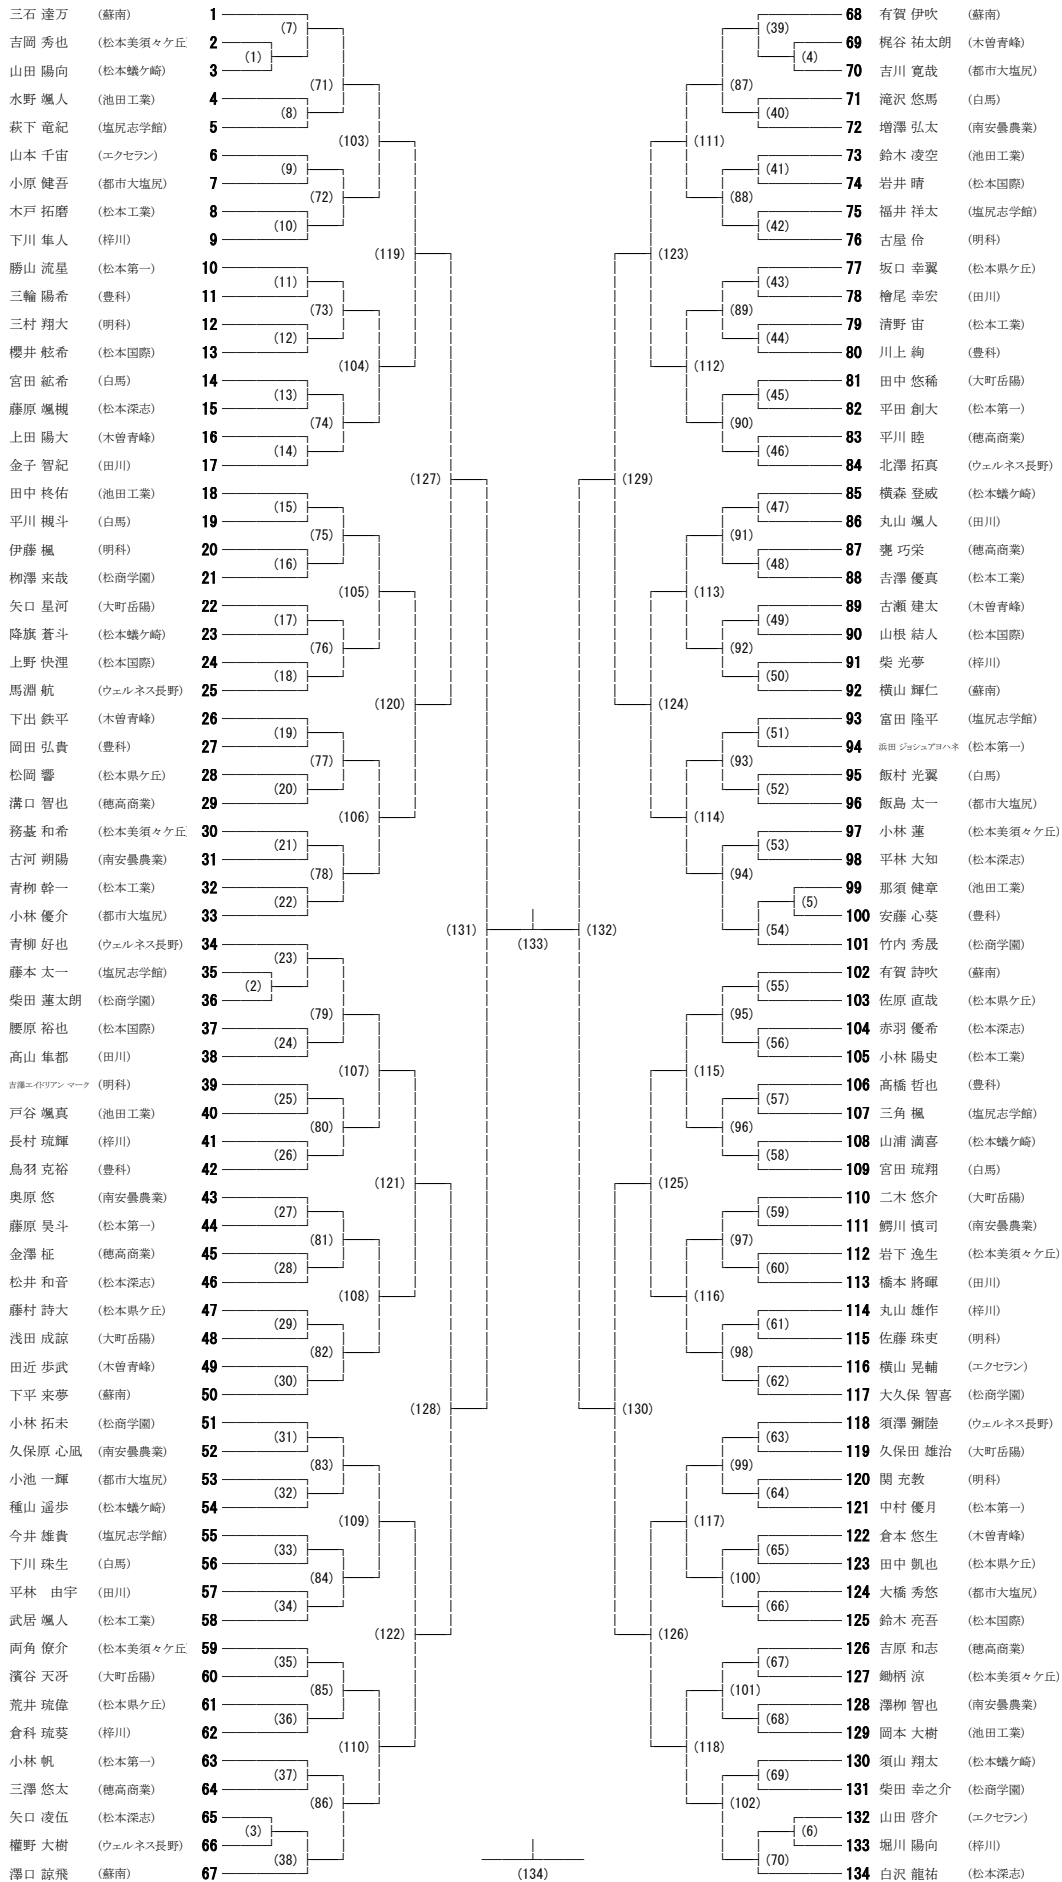 三石 達万 (蘇南) 1
吉岡 秀也 (松本美須々ケ丘) 2
山田 陽向 (松本蟻ケ崎) 3
水野 颯人 (池田工業) 4
萩下 竜紀 (塩尻志学館) 5
山本 千宙 (エクセラン) 6
小原 健吾 (都市大塩尻) 7
木戸 拓磨 (松本工業) 8
下川 隼人 (梓川) 9
勝山 流星 (松本第一) 10
三輪 陽希 (豊科) 11
三村 翔大 (明科) 12
櫻井 舷希 (松本国際) 13
宮田 紘希 (白馬) 14
藤原 颯槻 (松本深志) 15
上田 陽大 (木曽青峰) 16
金子 智紀 (田川) 17
田中 柊佑 (池田工業) 18
平川 槻斗 (白馬) 19
伊藤 楓 (明科) 20
栁澤 来哉 (松商学園) 21
矢口 星河 (大町岳陽) 22
降旗 蒼斗 (松本蟻ケ崎) 23
上野 快浬 (松本国際) 24
馬淵 航 (ウェルネス長野) 25
下出 鉄平 (木曽青峰) 26
岡田 弘貴 (豊科) 27
松岡 響 (松本県ケ丘) 28
溝口 智也 (穂高商業) 29
務䑓 和希 (松本美須々ケ丘) 30
古河 朔陽 (南安曇農業) 31
青栁 幹一 (松本工業) 32
小林 優介 (都市大塩尻) 33
青柳 好也 (ウェルネス長野) 34
藤本 太一 (塩尻志学館) 35
柴田 蓮太朗 (松商学園) 36
腰原 裕也 (松本国際) 37
髙山 隼都 (田川) 38
吉澤エイドリアン マーク (明科) 39
戸谷 颯真 (池田工業) 40
長村 琉輝 (梓川) 41
鳥羽 克裕 (豊科) 42
奥原 悠 (南安曇農業) 43
藤原 昊斗 (松本第一) 44
金澤 柾 (穂高商業) 45
松井 和音 (松本深志) 46
藤村 詩大 (松本県ケ丘) 47
浅田 成諒 (大町岳陽) 48
田近 歩武 (木曽青峰) 49
下平 来夢 (蘇南) 50
小林 拓未 (松商学園) 51
久保原 心凪 (南安曇農業) 52
小池 一輝 (都市大塩尻) 53
種山 遥歩 (松本蟻ケ崎) 54
今井 雄貴 (塩尻志学館) 55
下川 珠生 (白馬) 56
平林　由宇 (田川) 57
武居 颯人 (松本工業) 58
両角 僚介 (松本美須々ケ丘) 59
濱谷 天冴 (大町岳陽) 60
荒井 琉偉 (松本県ケ丘) 61
倉科 琉葵 (梓川) 62
小林 帆 (松本第一) 63
三澤 悠太 (穂高商業) 64
矢口 凌伍 (松本深志) 65
權野 大樹 (ウェルネス長野) 66
澤口 諒飛 (蘇南) 67
(1)
(2)
(3)
(7)
(8)
(9)
(10)
(11)
(12)
(13)
(14)
(15)
(16)
(17)
(18)
(19)
(20)
(21)
(22)
(23)
(24)
(25)
(26)
(27)
(28)
(29)
(30)
(31)
(32)
(33)
(34)
(35)
(36)
(37)
(38)
(71)
(72)
(73)
(74)
(75)
(76)
(77)
(78)
(79)
(80)
(81)
(82)
(83)
(84)
(85)
(86)
(103)
(104)
(105)
(106)
(107)
(108)
(109)
(110)
(119)
(120)
(121)
(122)
(127)
(128)
(131)
(133)
(134)
(132)
(129)
(130)
(123)
(124)
(125)
(126)
(111)
(112)
(113)
(114)
(115)
(116)
(117)
(118)
(87)
(88)
(89)
(90)
(91)
(92)
(93)
(94)
(95)
(96)
(97)
(98)
(99)
(100)
(101)
(102)
(39)
(40)
(41)
(42)
(43)
(44)
(45)
(46)
(47)
(48)
(49)
(50)
(51)
(52)
(53)
(54)
(55)
(56)
(57)
(58)
(59)
(60)
(61)
(62)
(63)
(64)
(65)
(66)
(67)
(68)
(69)
(70)
(4)
(5)
(6)
68 有賀 伊吹 (蘇南)
69 梶谷 祐太朗 (木曽青峰)
70 吉川 寛哉 (都市大塩尻)
71 滝沢 悠馬 (白馬)
72 増澤 弘太 (南安曇農業)
73 鈴木 凌空 (池田工業)
74 岩井 晴 (松本国際)
75 福井 祥太 (塩尻志学館)
76 古屋 伶 (明科)
77 坂口 幸翼 (松本県ケ丘)
78 檜尾 幸宏 (田川)
79 清野 宙 (松本工業)
80 川上 絢 (豊科)
81 田中 悠稀 (大町岳陽)
82 平田 創大 (松本第一)
83 平川 睦 (穂高商業)
84 北澤 拓真 (ウェルネス長野)
85 横森 登威 (松本蟻ケ崎)
86 丸山 颯人 (田川)
87 甕 巧栄 (穂高商業)
88 吉澤 優真 (松本工業)
89 古瀬 建太 (木曽青峰)
90 山根 結人 (松本国際)
91 柴 光夢 (梓川)
92 横山 輝仁 (蘇南)
93 富田 隆平 (塩尻志学館)
94 浜田 ジョシュアヨハネ (松本第一)
95 飯村 光翼 (白馬)
96 飯島 太一 (都市大塩尻)
97 小林 蓮 (松本美須々ケ丘)
98 平林 大知 (松本深志)
99 那須 健章 (池田工業)
100 安藤 心葵 (豊科)
101 竹内 秀晟 (松商学園)
102 有賀 詩吹 (蘇南)
103 佐原 直哉 (松本県ケ丘)
104 赤羽 優希 (松本深志)
105 小林 陽史 (松本工業)
106 髙橋 哲也 (豊科)
107 三角 楓 (塩尻志学館)
108 山浦 満喜 (松本蟻ケ崎)
109 宮田 琉翔 (白馬)
110 二木 悠介 (大町岳陽)
111 鰐川 慎司 (南安曇農業)
112 岩下 逸生 (松本美須々ケ丘)
113 橋本 將暉 (田川)
114 丸山 雄作 (梓川)
115 佐藤 珠吏 (明科)
116 横山 晃輔 (エクセラン)
117 大久保 智喜 (松商学園)
118 須澤 彌陸 (ウェルネス長野)
119 久保田 雄治 (大町岳陽)
120 関 充教 (明科)
121 中村 優月 (松本第一)
122 倉本 悠生 (木曽青峰)
123 田中 凱也 (松本県ケ丘)
124 大橋 秀悠 (都市大塩尻)
125 鈴木 亮吾 (松本国際)
126 吉原 和志 (穂高商業)
127 鋤柄 涼 (松本美須々ケ丘)
128 澤栁 智也 (南安曇農業)
129 岡本 大樹 (池田工業)
130 須山 翔太 (松本蟻ケ崎)
131 柴田 幸之介 (松商学園)
132 山田 啓介 (エクセラン)
133 堀川 陽向 (梓川)
134 白沢 龍祐 (松本深志)